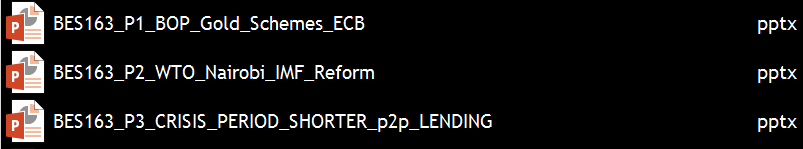 BES163_P1_BOP_Gold_Schemes_ECB pptx
BES163_P2_WTO_Nairobi_IMF_Reform pptx
BES163_P3_CRISIS_PERIOD_SHORTER_p2p_LENDING pptx